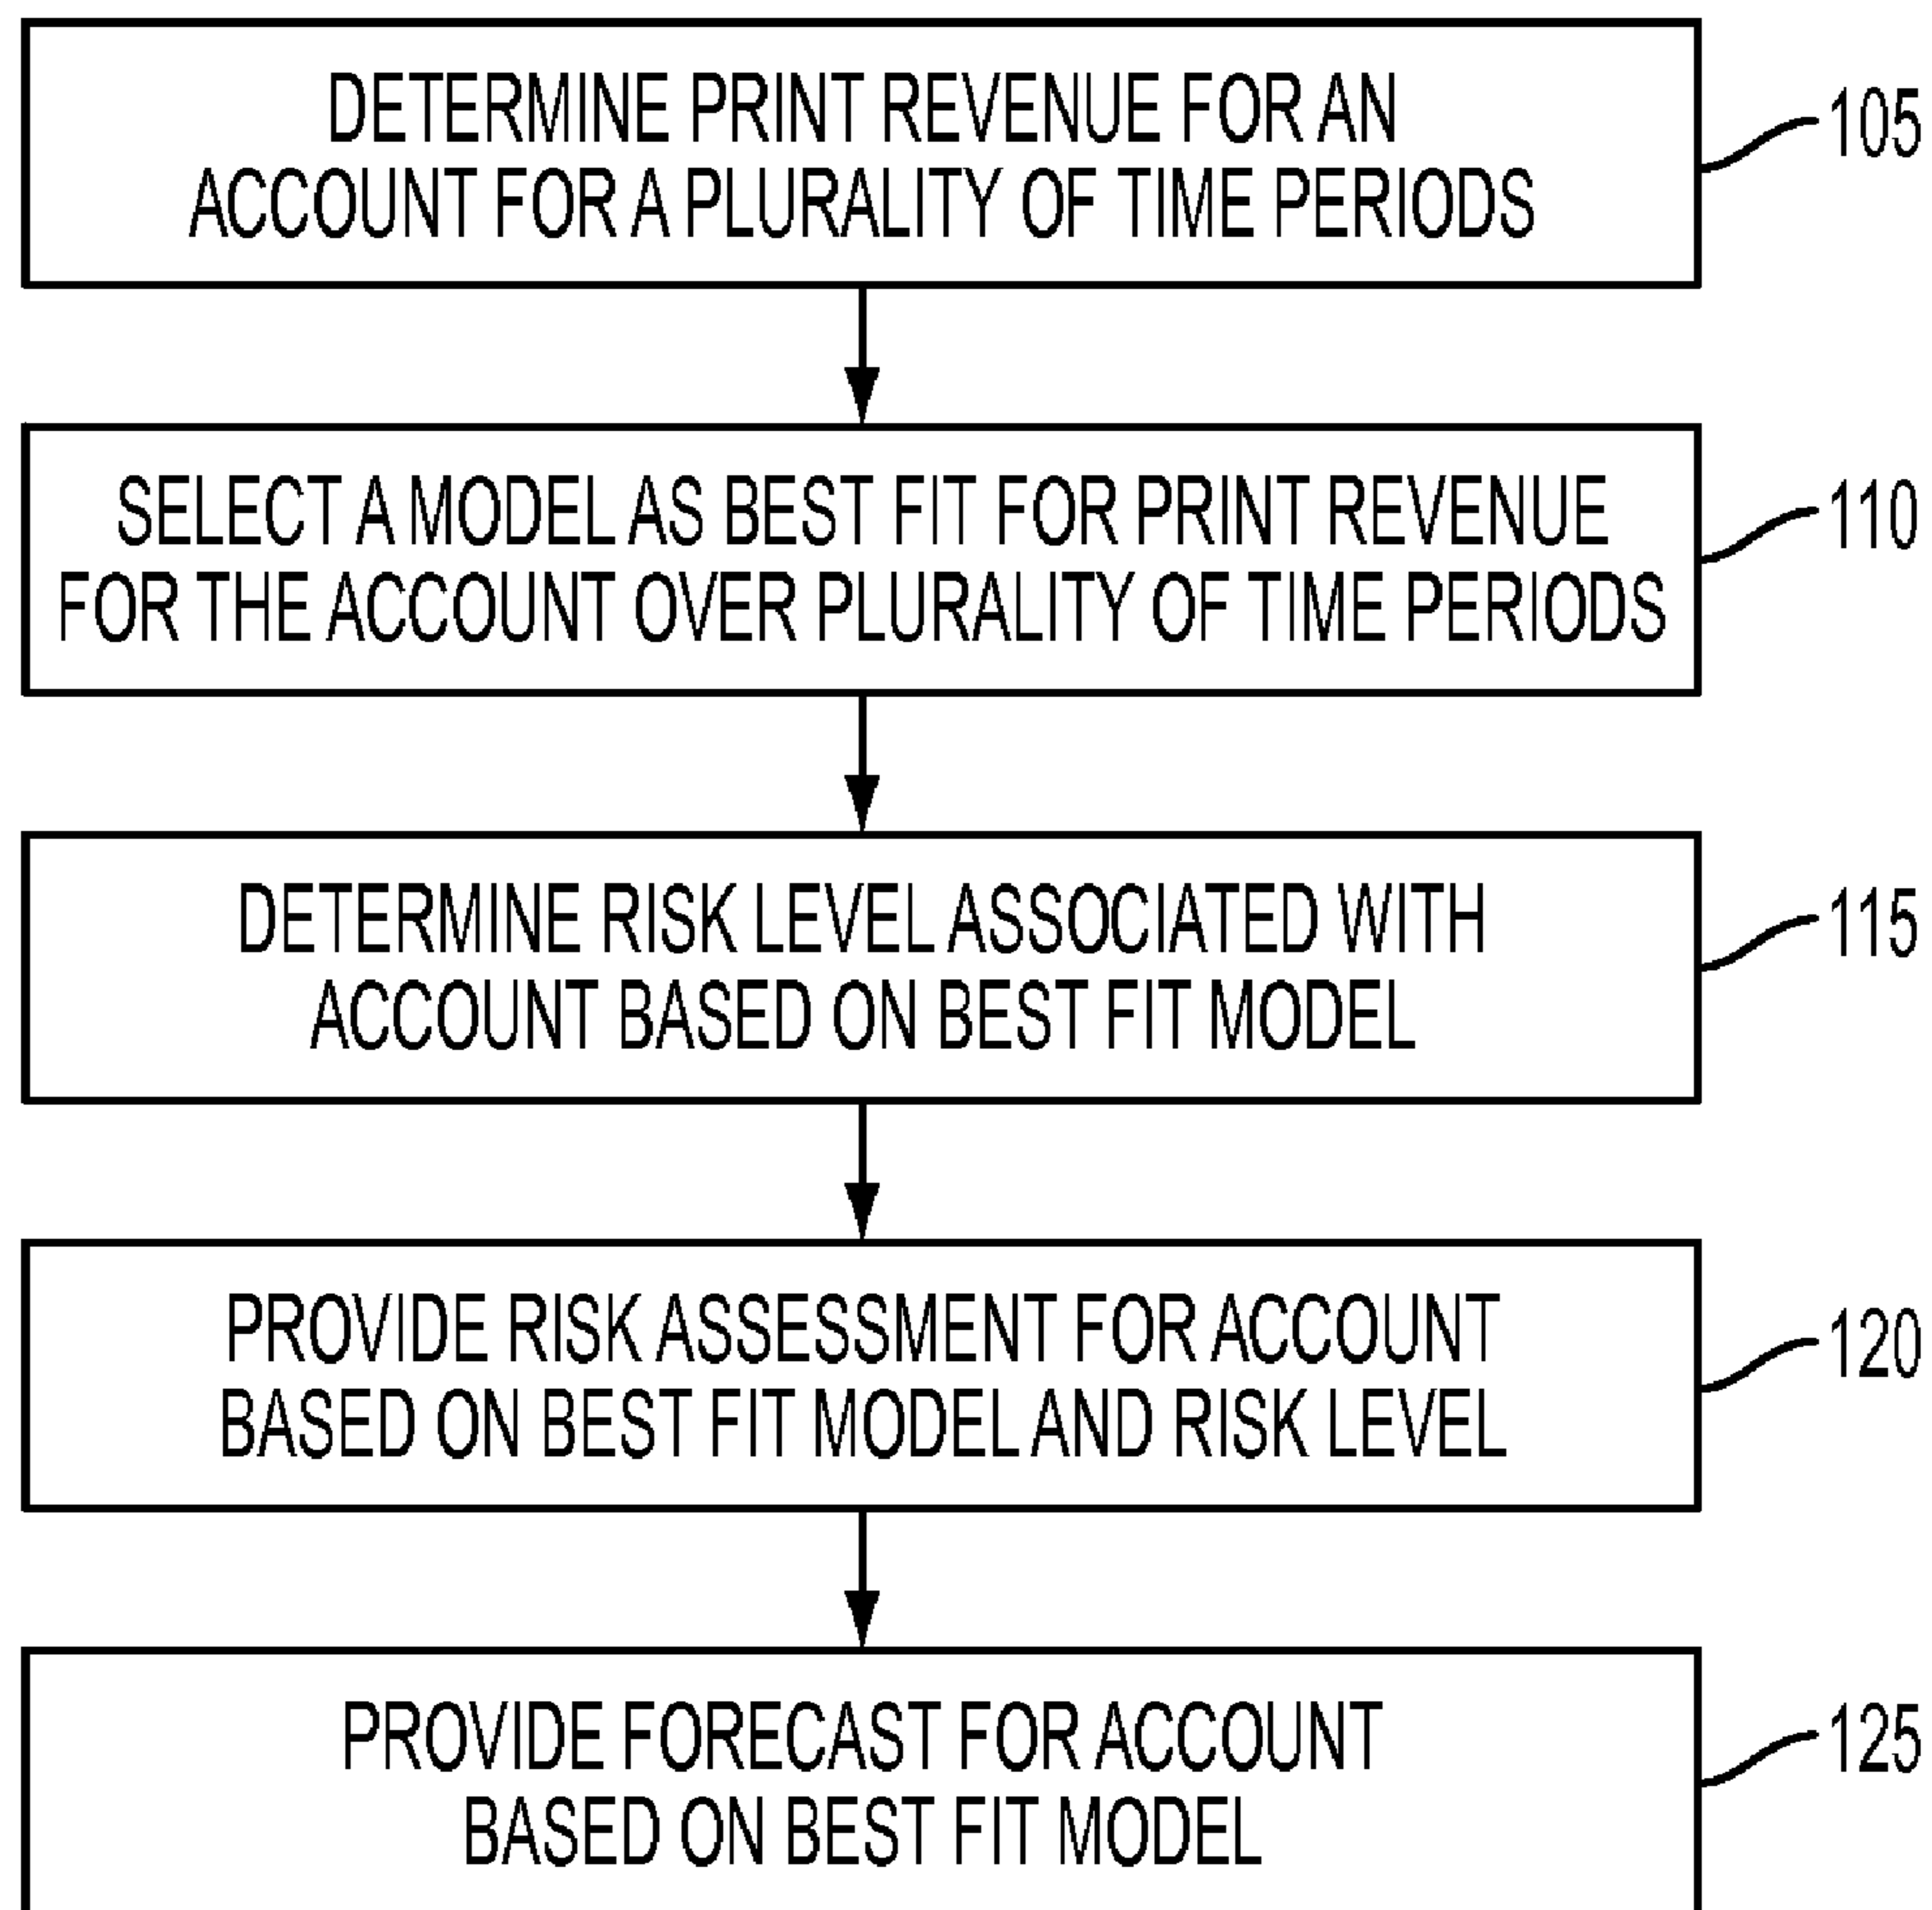 DETERMINE PRINT REVENUE FOR AN
ACCOUNT FOR A PLURALITY OF TIME PERIODS
105
SELECT A MODEL AS BEST FIT FOR PRINT REVENUE
FOR THE ACCOUNT OVER PLURALITY OF TIME PERIODS
110
DETERMINE RISK LEVEL ASSOCIATED WITH
ACCOUNT BASED ON BEST FIT MODEL
115
PROVIDE RISK ASSESSMENT FOR ACCOUNT
BASED ON BEST FIT MODEL AND RISK LEVEL
120
PROVIDE FORECAST FOR ACCOUNT
BASED ON BEST FIT MODEL
125